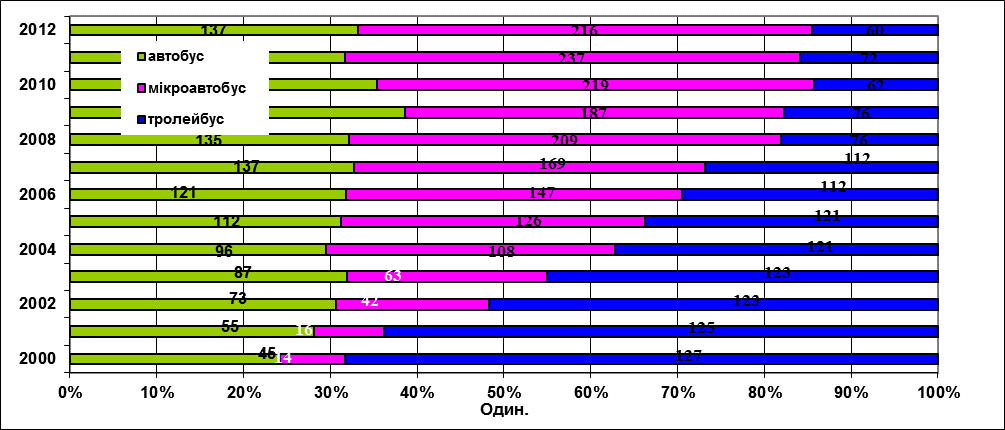 2012 137 216 60
автобус
237 72
2010 219 62
мікроавтобус
187 76
тролейбус
2008 135 209 76
137 169 112
2006 121 147 112
112 126 121
2004 96 108 121
87 63 123
2002 73 42 123
55 16 125
2000 45 14 127
0% 10% 20% 30% 40% 50% 60% 70% 80% 90% 100%
Один.